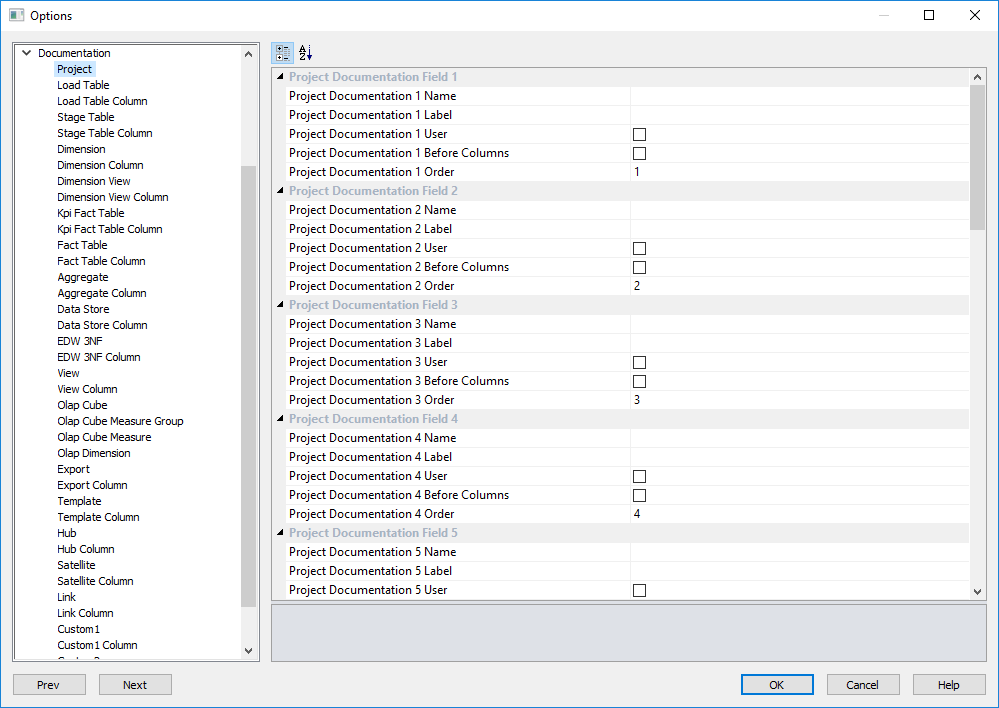 Options
Documentation
Project
Load Table
Load Table Column
Stage Table
Stage Table Column
Dimension
Dimension Column
Dimension View
Dimension View Column
Kpi Fact Table
Kpi Fact Table Column
Fact Table
Fact Table Column
Aggregate
Aggregate Column
Data Store
Data Store Column
EDW 3NF
EDW 3NF Column
View
View Column
Olap Cube
Olap Cube Measure Group
Olap Cube Measure
Olap Dimension
Export
Export Column
Template
Template Column
Hub
Hub Column
Satellite
Satellite Column
Link
Link Column
Custom1
Custom1 Column
Project Documentation Field 1
Project Documentation 1 Name
Project Documentation 1 Label
Project Documentation 1 User
Project Documentation 1 Before Columns
Project Documentation 1 Order 1
Project Documentation Field 2
Project Documentation 2 Name
Project Documentation 2 Label
Project Documentation 2 User
Project Documentation 2 Before Columns
Project Documentation 2 Order 2
Project Documentation Field 3
Project Documentation 3 Name
Project Documentation 3 Label
Project Documentation 3 User
Project Documentation 3 Before Columns
Project Documentation 3 Order 3
Project Documentation Field 4
Project Documentation 4 Name
Project Documentation 4 Label
Project Documentation 4 User
Project Documentation 4 Before Columns
Project Documentation 4 Order 4
Project Documentation Field 5
Project Documentation 5 Name
Project Documentation 5 Label
Project Documentation 5 User
Prev Next OK Cancel Help